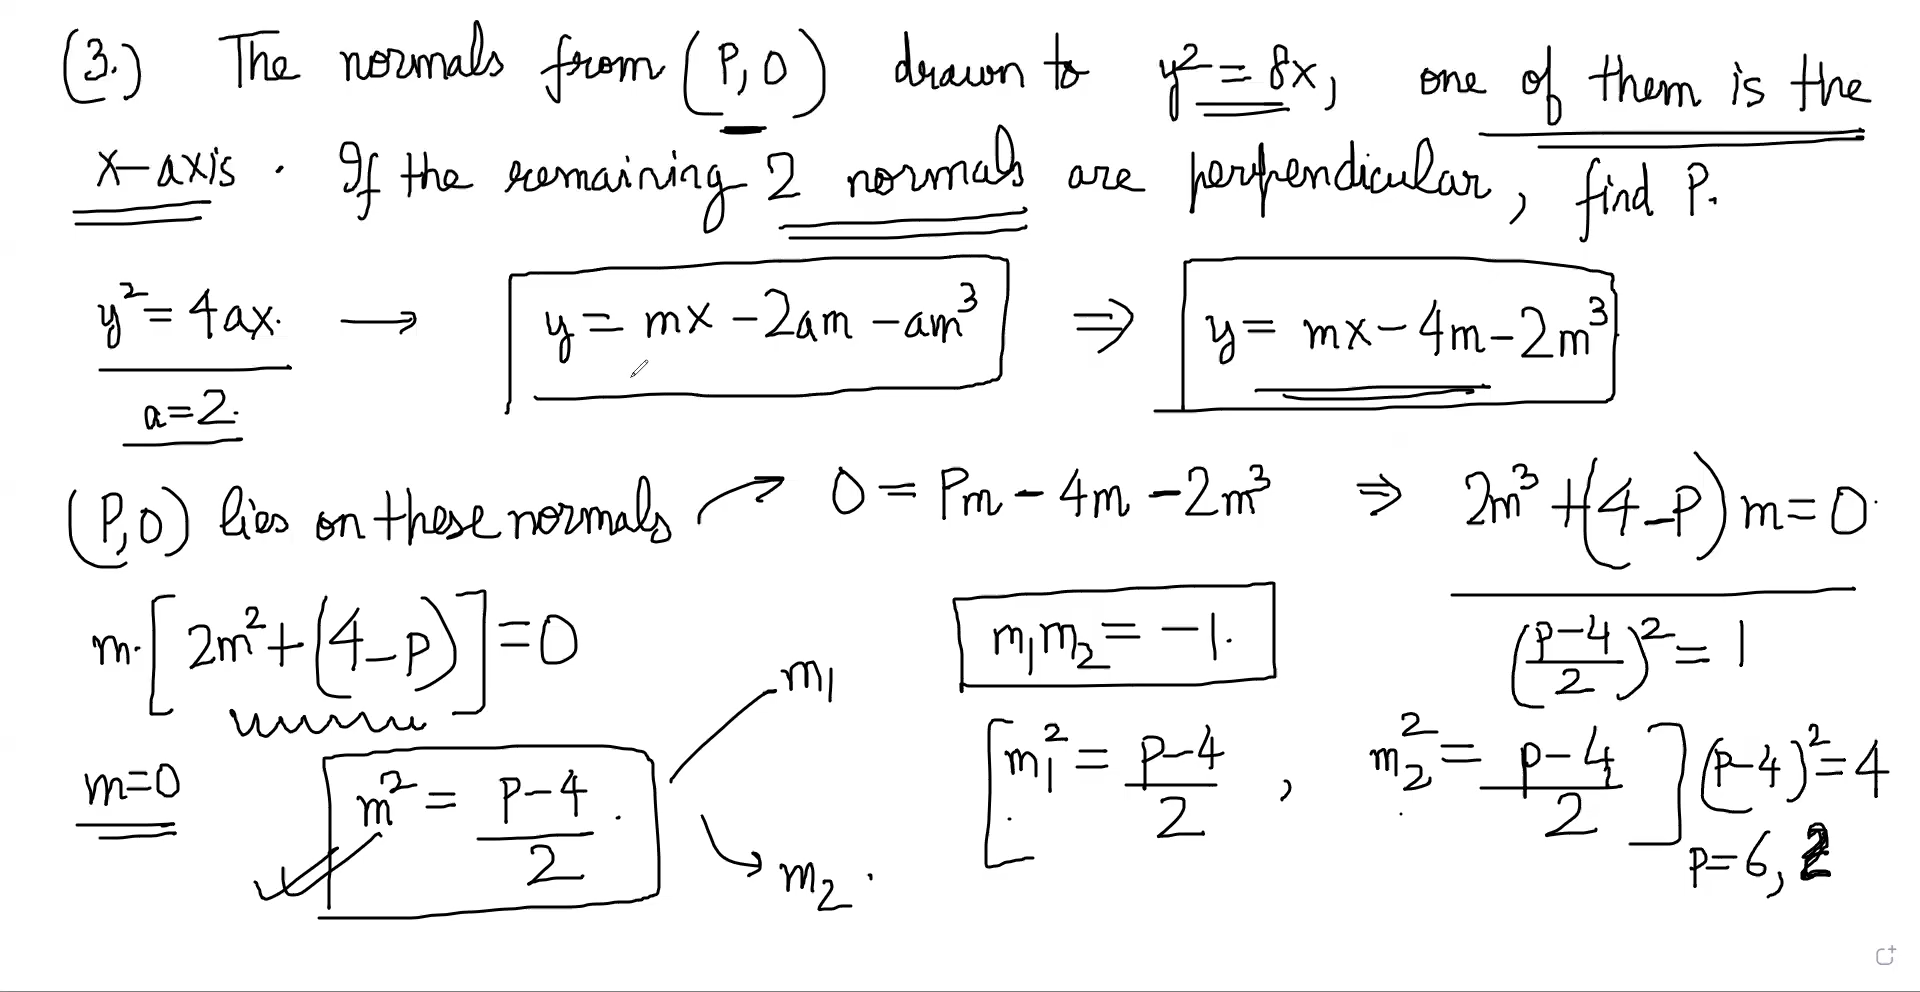 (3.) The normals from (P,0) drawn to y² = 8x, one of them is the
x-axis. If the remaining 2 normals are perpendicular, find P.
y² = 4ax. → y = mx - 2am - am³ ⇒ y = mx - 4m - 2m³
a=2.
(P,0) lies on these normals → 0 = Pm - 4m - 2m³ ⇒ 2m³ + (4-P)m = 0
m·[2m² + (4-P)] = 0
m₁
m₁m₂ = -1.
((P-4)/2)² = 1
m=0
m² = (P-4)/2.
m₂.
[m₁² = (P-4)/2, m₂² = (P-4)/2]
(P-4)² = 4
P=6, 2